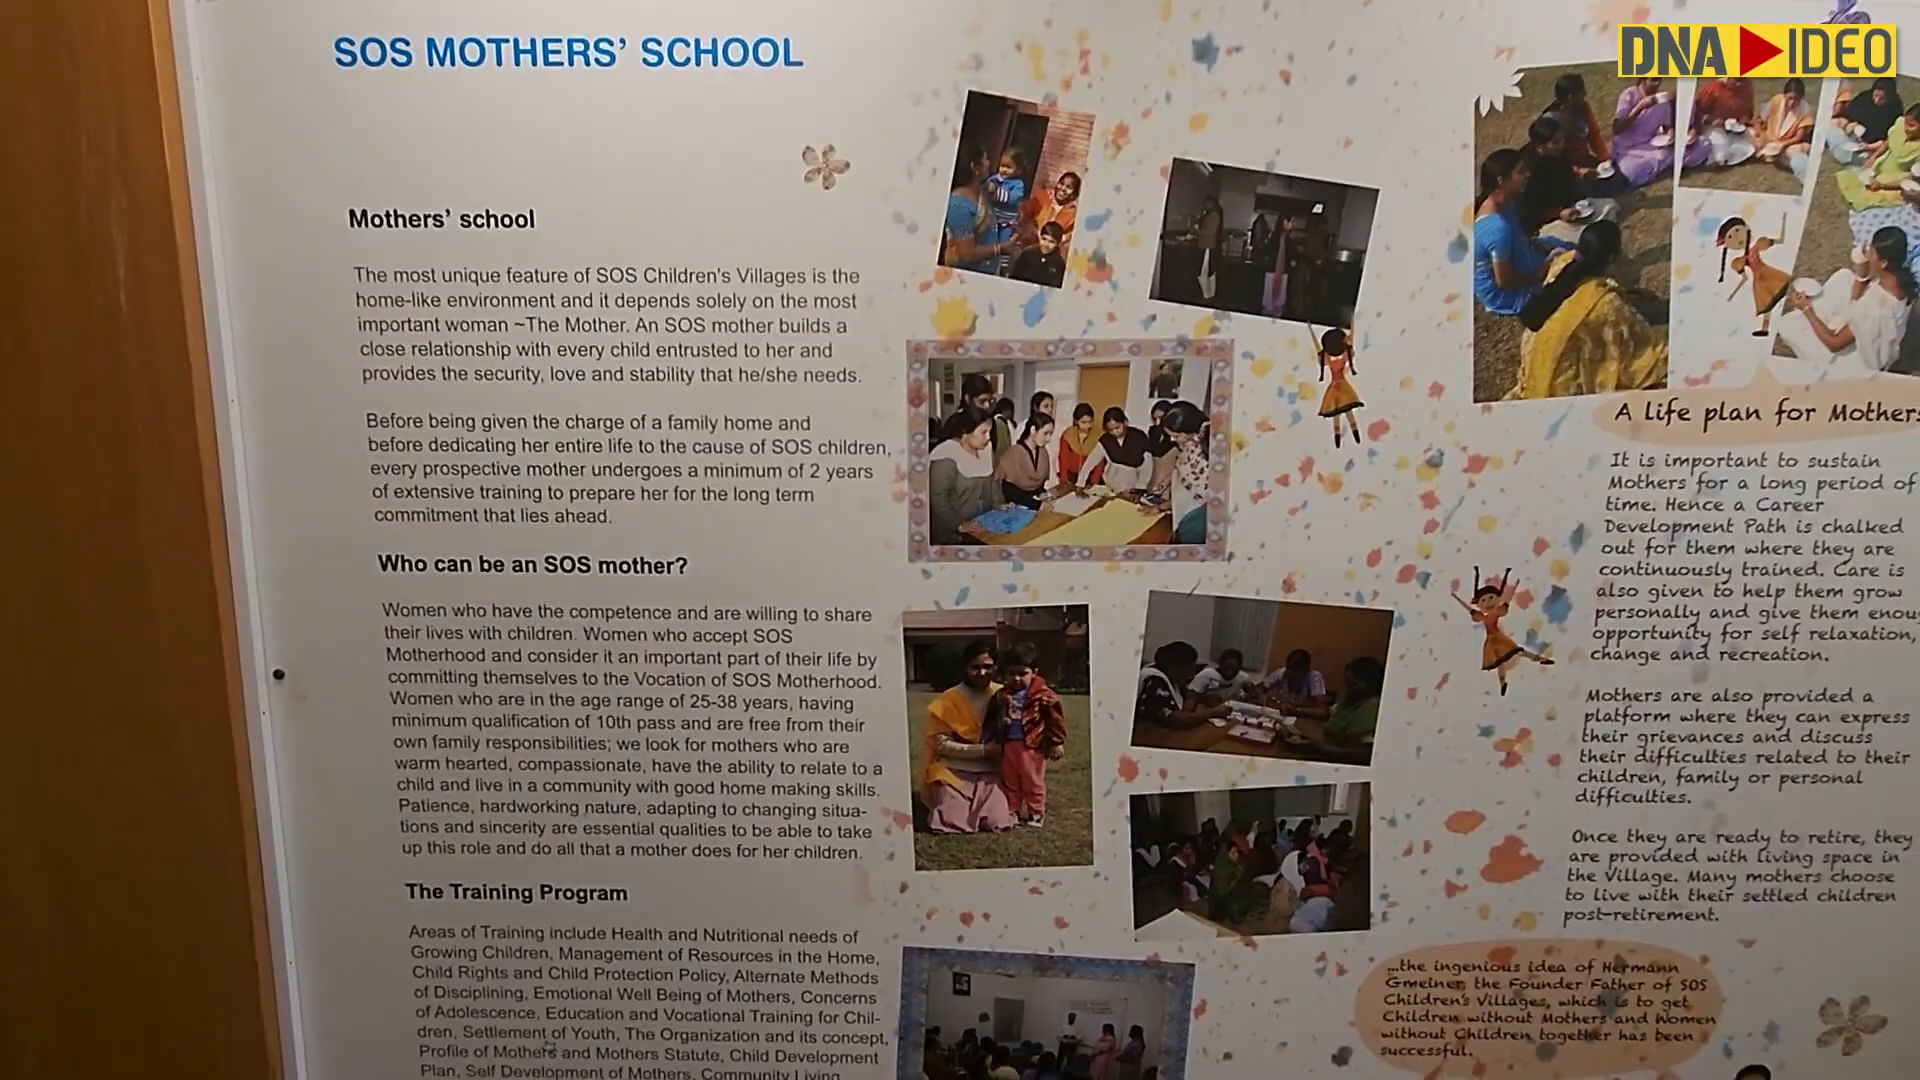 DNA VIDEO
SOS MOTHERS' SCHOOL
Mothers' school
The most unique feature of SOS Children's Villages is the
home-like environment and it depends solely on the most
important woman ~The Mother. An SOS mother builds a
close relationship with every child entrusted to her and
provides the security, love and stability that he/she needs.
Before being given the charge of a family home and
before dedicating her entire life to the cause of SOS children,
every prospective mother undergoes a minimum of 2 years
of extensive training to prepare her for the long term
commitment that lies ahead.
Who can be an SOS mother?
Women who have the competence and are willing to share
their lives with children. Women who accept SOS
Motherhood and consider it an important part of their life by
committing themselves to the Vocation of SOS Motherhood.
Women who are in the age range of 25-38 years, having
minimum qualification of 10th pass and are free from their
own family responsibilities; we look for mothers who are
warm hearted, compassionate, have the ability to relate to a
child and live in a community with good home making skills.
Patience, hardworking nature, adapting to changing situa-
tions and sincerity are essential qualities to be able to take
up this role and do all that a mother does for her children.
The Training Program
Areas of Training include Health and Nutritional needs of
Growing Children, Management of Resources in the Home,
Child Rights and Child Protection Policy, Alternate Methods
of Disciplining, Emotional Well Being of Mothers, Concerns
of Adolescence, Education and Vocational Training for Chil-
dren, Settlement of Youth, The Organization and its concept,
Profile of Mothers and Mothers Statute, Child Development
Plan, Self Development of Mothers, Community Living
A life plan for Mothers
It is important to sustain
Mothers for a long period of
time. Hence a Career
Development Path is chalked
out for them where they are
continuously trained. Care is
also given to help them grow
personally and give them enou
opportunity for self relaxation,
change and recreation.
Mothers are also provided a
platform where they can express
their grievances and discuss
their difficulties related to their
children, family or personal
difficulties.
Once they are ready to retire, they
are provided with living space in
the Village. Many mothers choose
to live with their settled children
post-retirement.
...the ingenious idea of Hermann
Gmeiner, the Founder Father of SOS
Children's Villages, which is to get
Children without Mothers and Women
without Children together has been
successful.